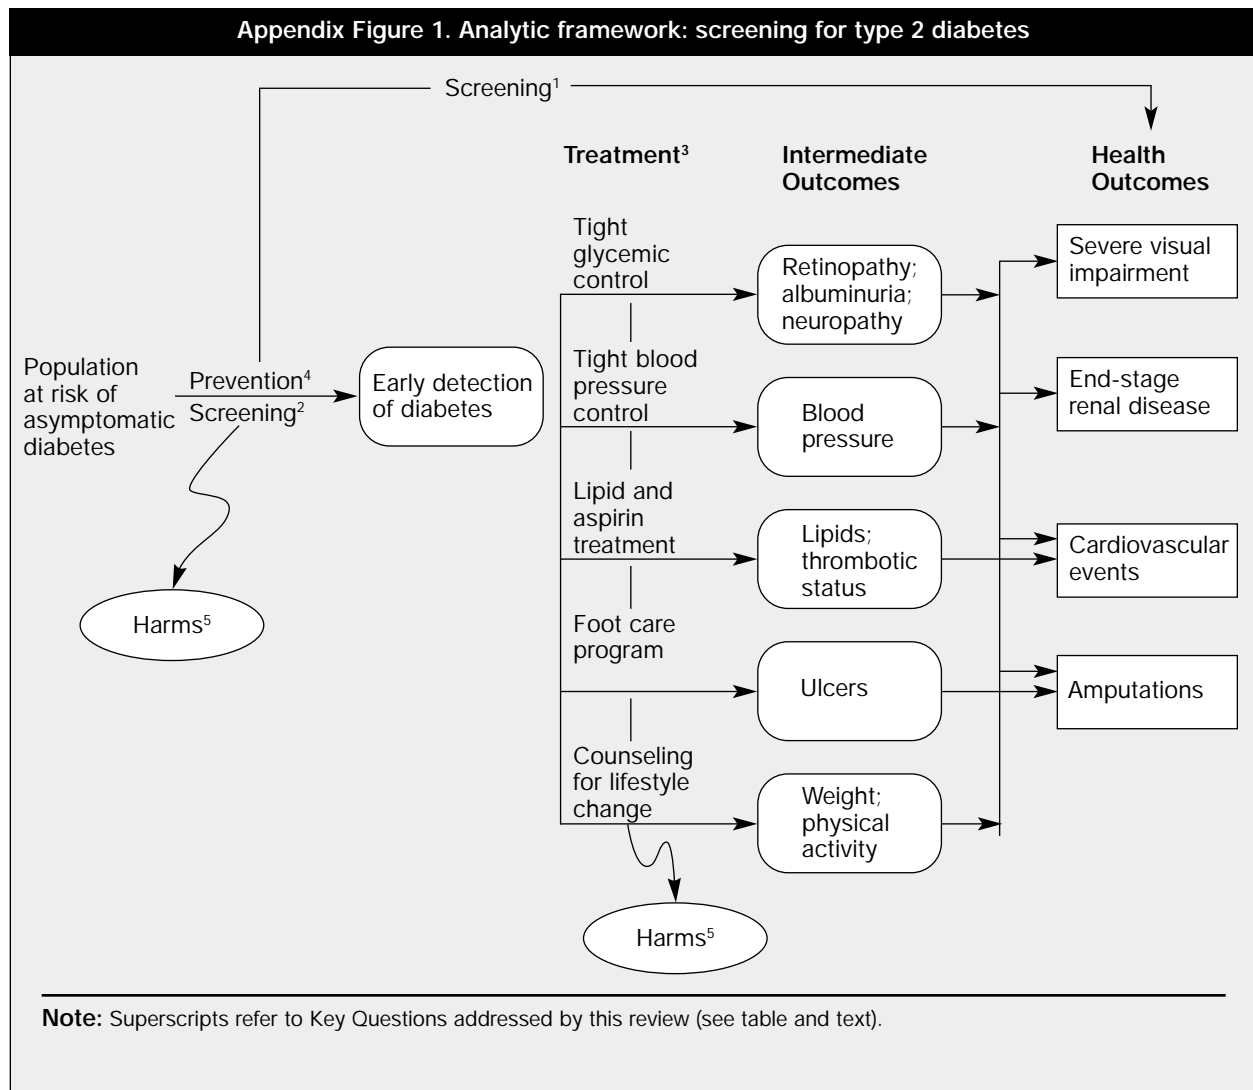 Appendix Figure 1. Analytic framework: screening for type 2 diabetes
Screening¹
Treatment³
Intermediate
Outcomes
Health
Outcomes
Population
at risk of
asymptomatic
diabetes
Prevention⁴
Screening²
Early detection
of diabetes
Harms⁵
Tight
glycemic
control
Tight blood
pressure
control
Lipid and
aspirin
treatment
Foot care
program
Counseling
for lifestyle
change
Harms⁵
Retinopathy;
albuminuria;
neuropathy
Blood
pressure
Lipids;
thrombotic
status
Ulcers
Weight;
physical
activity
Severe visual
impairment
End-stage
renal disease
Cardiovascular
events
Amputations
Note: Superscripts refer to Key Questions addressed by this review (see table and text).